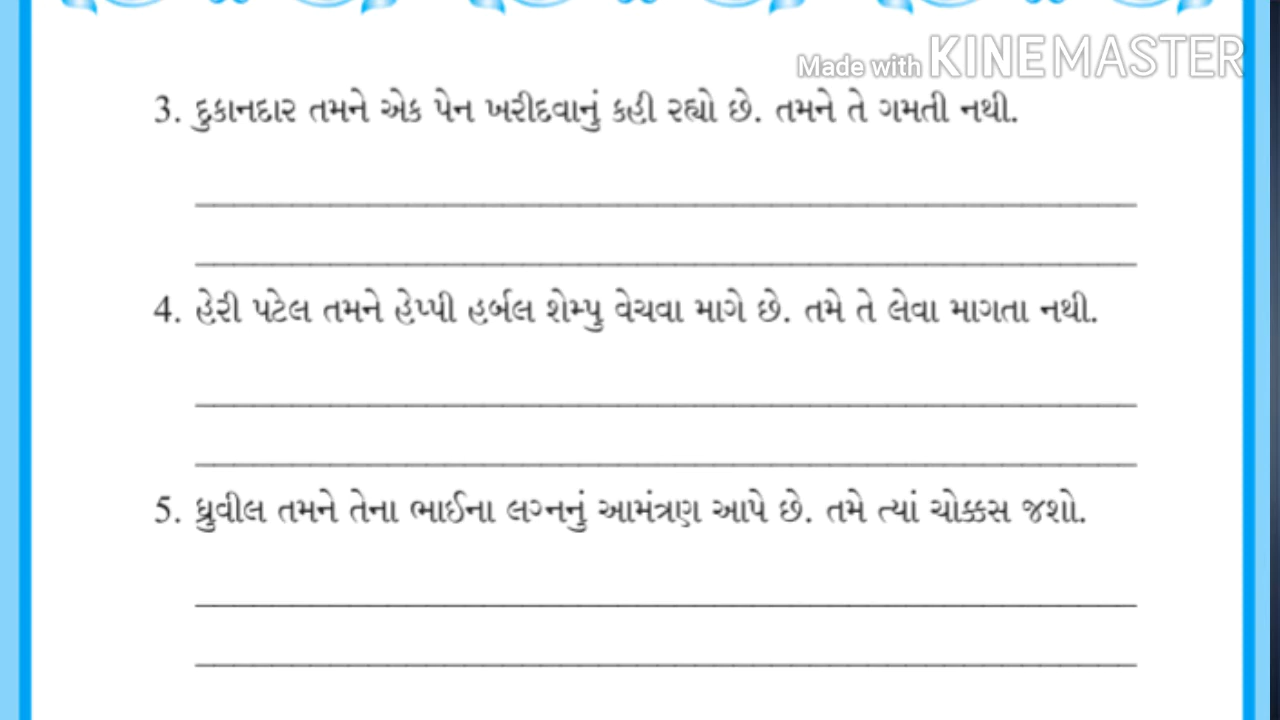 Made with KINEMASTER
3. દુકાનદાર તમને એક પેન ખરીદવાનું કહી રહ્યો છે. તમને તે ગમતી નથી.
4. હેરી પટેલ તમને હેપ્પી હર્બલ શેમ્પુ વેચવા માગે છે. તમે તે લેવા માગતા નથી.
5. ધ્રુવીલ તમને તેના ભાઈના લગ્નનું આમંત્રણ આપે છે. તમે ત્યાં ચોક્કસ જશો.